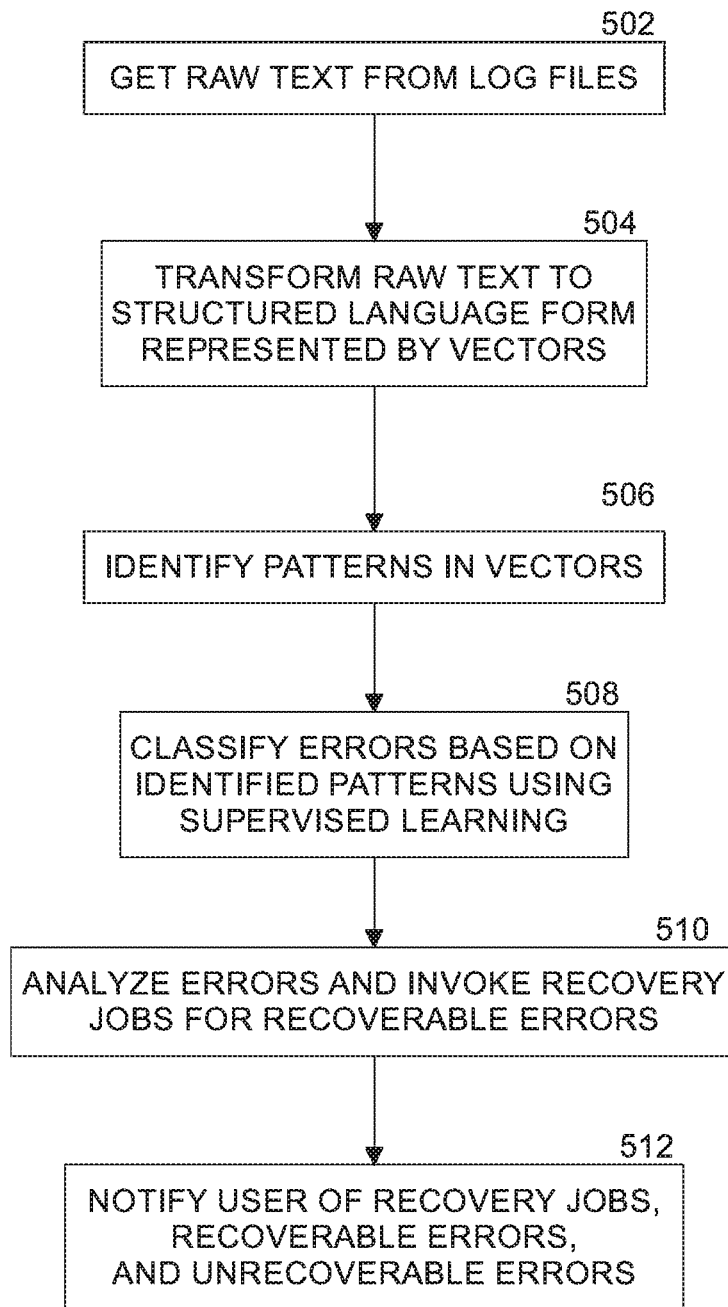 502
GET RAW TEXT FROM LOG FILES
504
TRANSFORM RAW TEXT TO
STRUCTURED LANGUAGE FORM
REPRESENTED BY VECTORS
506
IDENTIFY PATTERNS IN VECTORS
508
CLASSIFY ERRORS BASED ON
IDENTIFIED PATTERNS USING
SUPERVISED LEARNING
510
ANALYZE ERRORS AND INVOKE RECOVERY
JOBS FOR RECOVERABLE ERRORS
512
NOTIFY USER OF RECOVERY JOBS,
RECOVERABLE ERRORS,
AND UNRECOVERABLE ERRORS